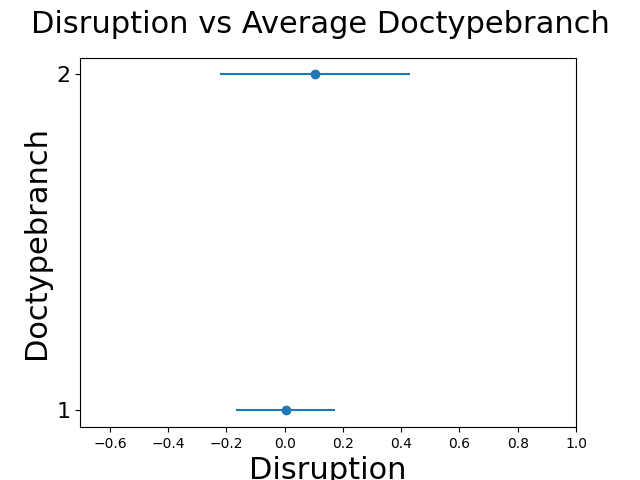 Disruption vs Average Doctypebranch
2
Doctypebranch
1
−0.6 −0.4 −0.2 0.0 0.2 0.4 0.6 0.8 1.0
Disruption